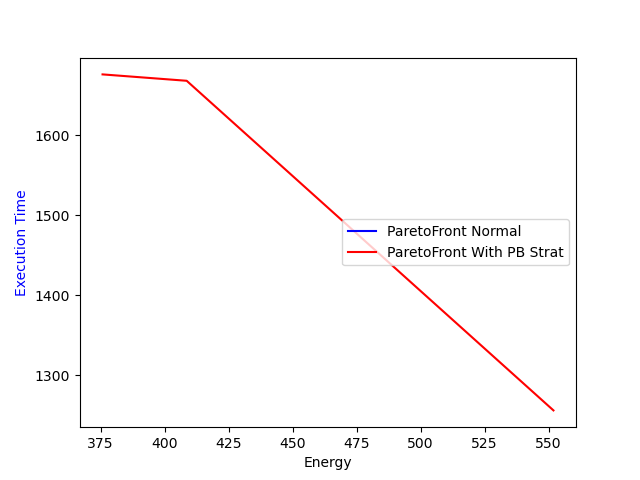 1600
1500
1400
1300
Execution Time
ParetoFront Normal
ParetoFront With PB Strat
375 400 425 450 475 500 525 550
Energy